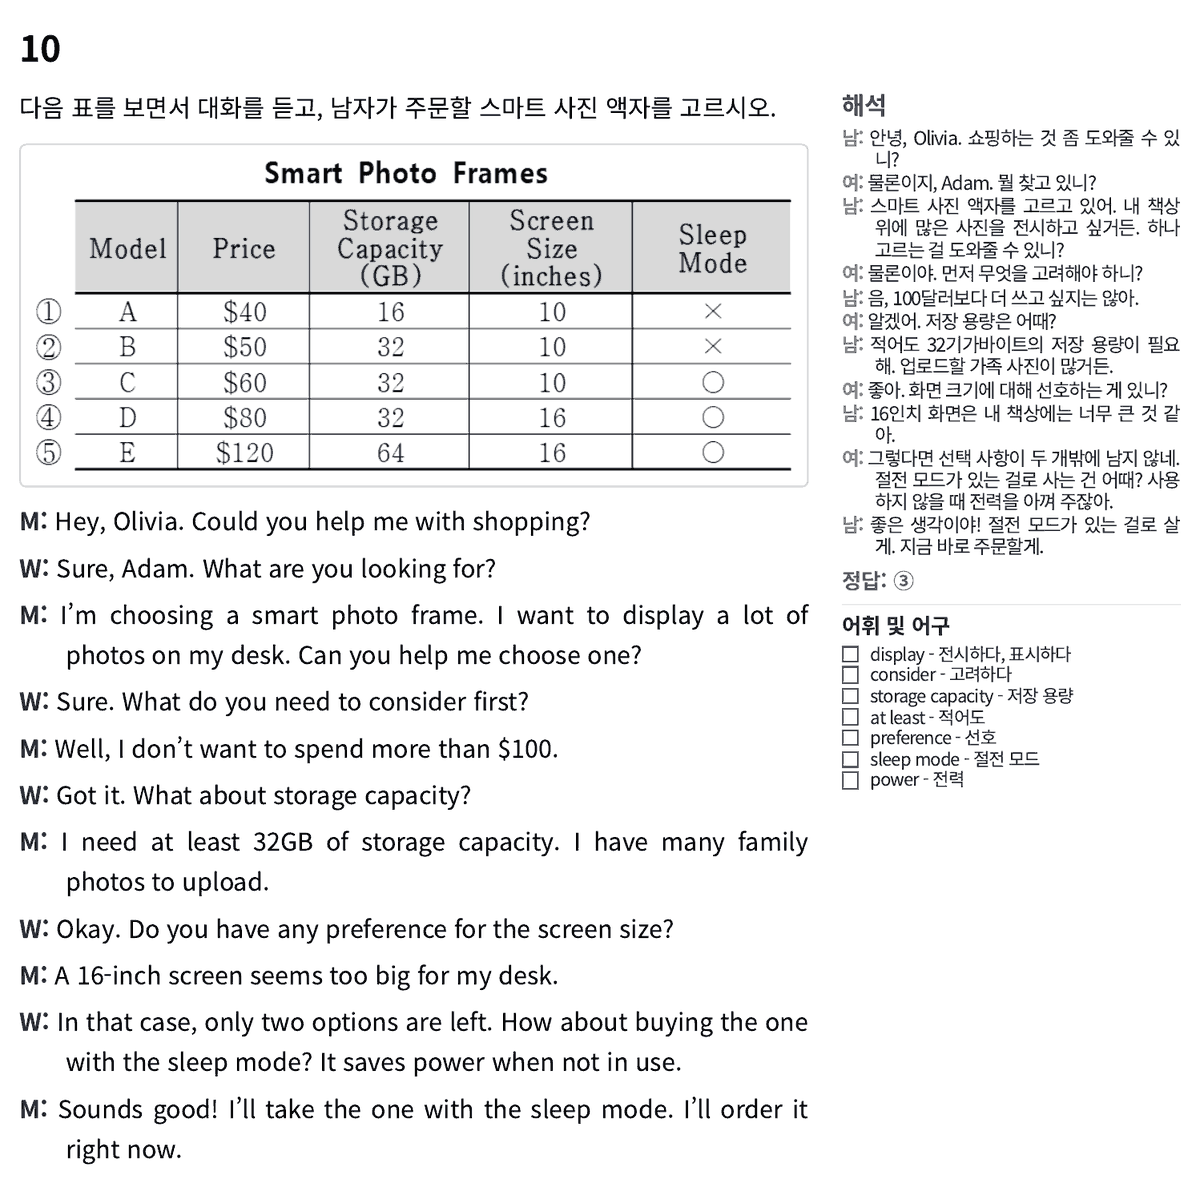 10
다음 표를 보면서 대화를 듣고, 남자가 주문할 스마트 사진 액자를 고르시오.
Smart Photo Frames
Model Price Storage Capacity (GB) Screen Size (inches) Sleep Mode
① A $40 16 10 ×
② B $50 32 10 ×
③ C $60 32 10 ○
④ D $80 32 16 ○
⑤ E $120 64 16 ○
M: Hey, Olivia. Could you help me with shopping?
W: Sure, Adam. What are you looking for?
M: I’m choosing a smart photo frame. I want to display a lot of
photos on my desk. Can you help me choose one?
W: Sure. What do you need to consider first?
M: Well, I don’t want to spend more than $100.
W: Got it. What about storage capacity?
M: I need at least 32GB of storage capacity. I have many family
photos to upload.
W: Okay. Do you have any preference for the screen size?
M: A 16-inch screen seems too big for my desk.
W: In that case, only two options are left. How about buying the one
with the sleep mode? It saves power when not in use.
M: Sounds good! I’ll take the one with the sleep mode. I’ll order it
right now.
해석
남: 안녕, Olivia. 쇼핑하는 것 좀 도와줄 수 있
니?
여: 물론이지, Adam. 뭘 찾고 있니?
남: 스마트 사진 액자를 고르고 있어. 내 책상
위에 많은 사진을 전시하고 싶거든. 하나
고르는 걸 도와줄 수 있니?
여: 물론이야. 먼저 무엇을 고려해야 하니?
남: 음, 100달러보다 더 쓰고 싶지는 않아.
여: 알겠어. 저장 용량은 어때?
남: 적어도 32기가바이트의 저장 용량이 필요
해. 업로드할 가족 사진이 많거든.
여: 좋아. 화면 크기에 대해 선호하는 게 있니?
남: 16인치 화면은 내 책상에는 너무 큰 것 같
아.
여: 그렇다면 선택 사항이 두 개밖에 남지 않네.
절전 모드가 있는 걸로 사는 건 어때? 사용
하지 않을 때 전력을 아껴 주잖아.
남: 좋은 생각이야! 절전 모드가 있는 걸로 살
게. 지금 바로 주문할게.
정답: ③
어휘 및 어구
□ display - 전시하다, 표시하다
□ consider - 고려하다
□ storage capacity - 저장 용량
□ at least - 적어도
□ preference - 선호
□ sleep mode - 절전 모드
□ power - 전력